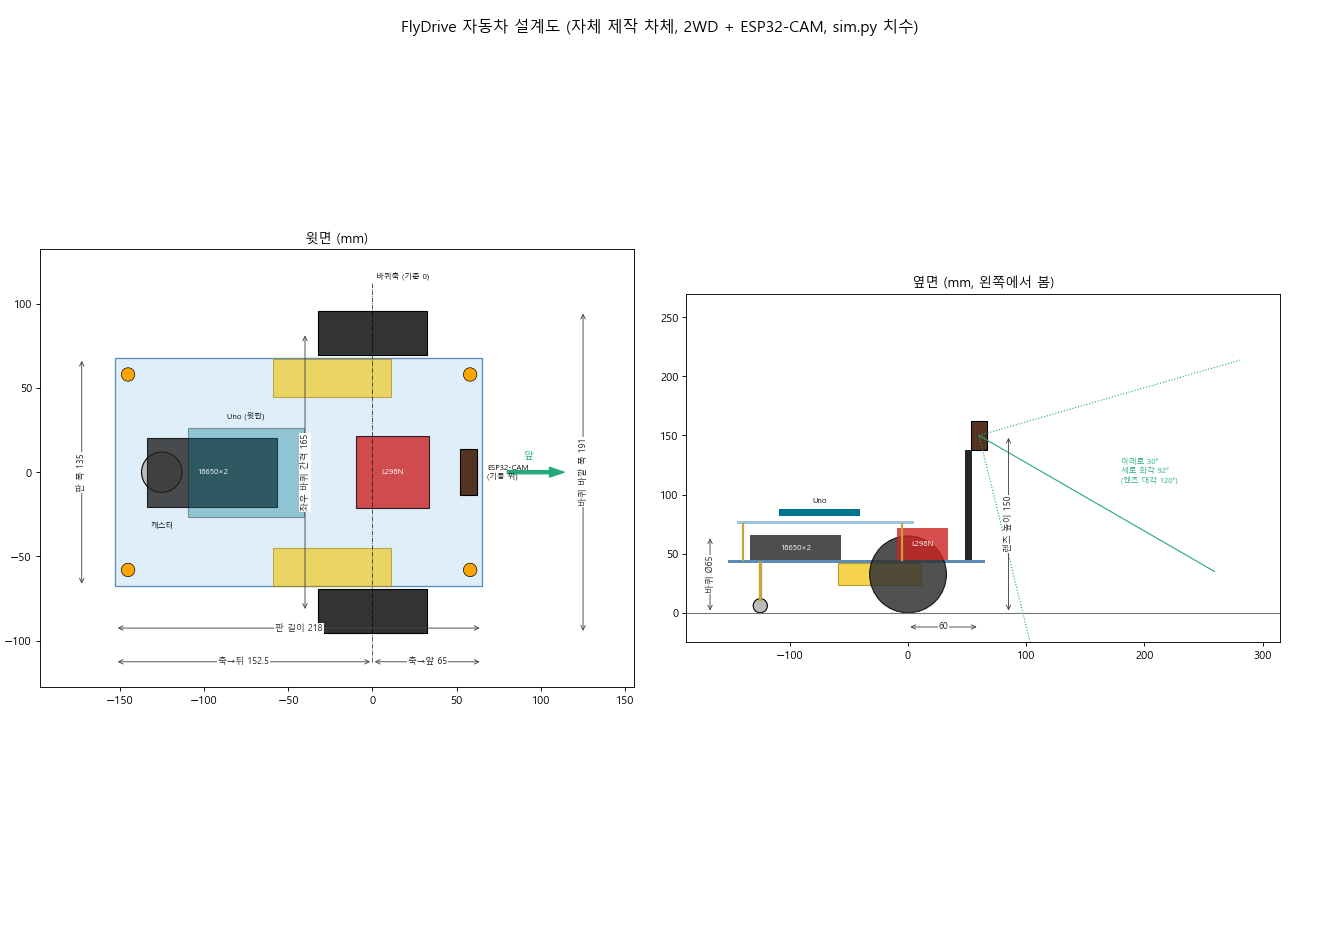 FlyDrive 자동차 설계도 (자체 제작 차체, 2WD + ESP32-CAM, sim.py 치수)
윗면 (mm)
바퀴축 (기준 0)
Uno (윗판)
18650×2
L298N
ESP32-CAM
(기둥 위)
앞
캐스터
판 폭 135
좌우 바퀴 간격 165
바퀴 바깥 폭 191
판 길이 218
축→뒤 152.5
축→앞 65
100
50
0
−50
−100
−150
−100
−50
0
50
100
150
옆면 (mm, 왼쪽에서 봄)
Uno
18650×2
L298N
바퀴 Ø65
렌즈 높이 150
60
아래로 30°
세로 화각 92°
(렌즈 대각 120°)
250
200
150
100
50
0
−100
0
100
200
300